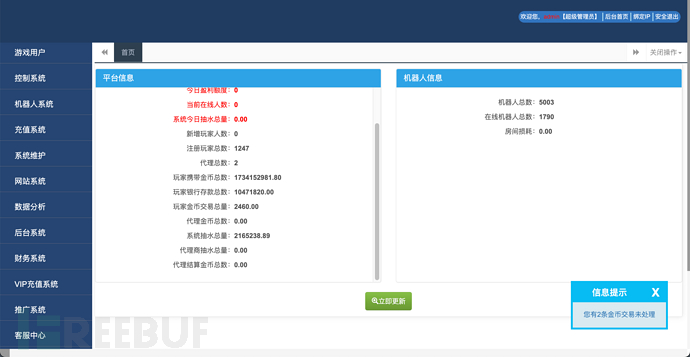 欢迎您、admin【超级管理员】 | 后台首页 | 绑定IP | 安全退出
游戏用户
控制系统
机器人系统
充值系统
系统维护
网站系统
数据分析
后台系统
财务系统
VIP充值系统
推广系统
客服中心
首页
关闭操作
平台信息
今日盈利额度：0
当前在线人数：0
系统今日抽水总量：0.00
新增玩家人数：0
注册玩家总数：1247
代理总数：2
玩家携带金币总数：1734152981.80
玩家银行存款总数：10471820.00
玩家金币交易总量：2460.00
代理金币总数：0.00
系统抽水总量：2165238.89
代理商抽水总量：0.00
代理结算金币总数：0.00
机器人信息
机器人总数：5003
在线机器人总数：1790
房间损耗：0.00
立即更新
信息提示 X
您有2条金币交易未处理
FREEBUF